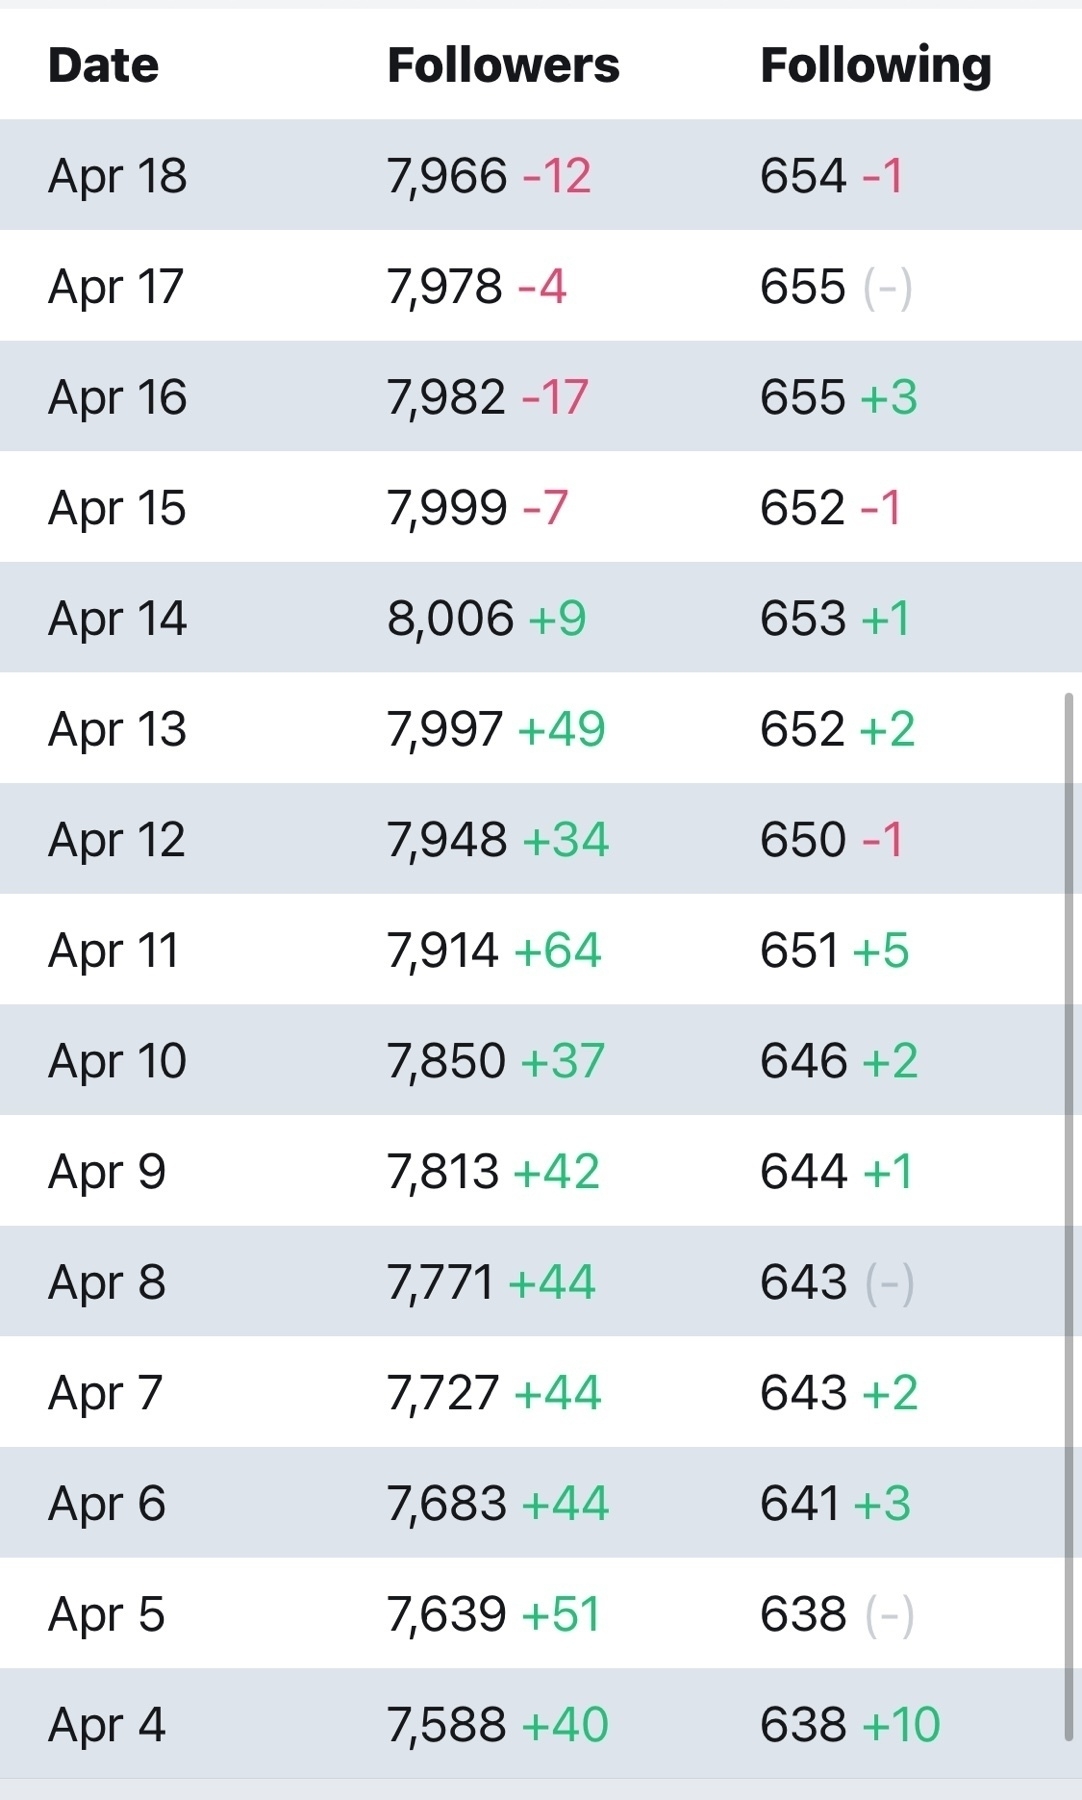 Date Followers Following
Apr 18 7,966 -12 654 -1
Apr 17 7,978 -4 655 (-)
Apr 16 7,982 -17 655 +3
Apr 15 7,999 -7 652 -1
Apr 14 8,006 +9 653 +1
Apr 13 7,997 +49 652 +2
Apr 12 7,948 +34 650 -1
Apr 11 7,914 +64 651 +5
Apr 10 7,850 +37 646 +2
Apr 9 7,813 +42 644 +1
Apr 8 7,771 +44 643 (-)
Apr 7 7,727 +44 643 +2
Apr 6 7,683 +44 641 +3
Apr 5 7,639 +51 638 (-)
Apr 4 7,588 +40 638 +10